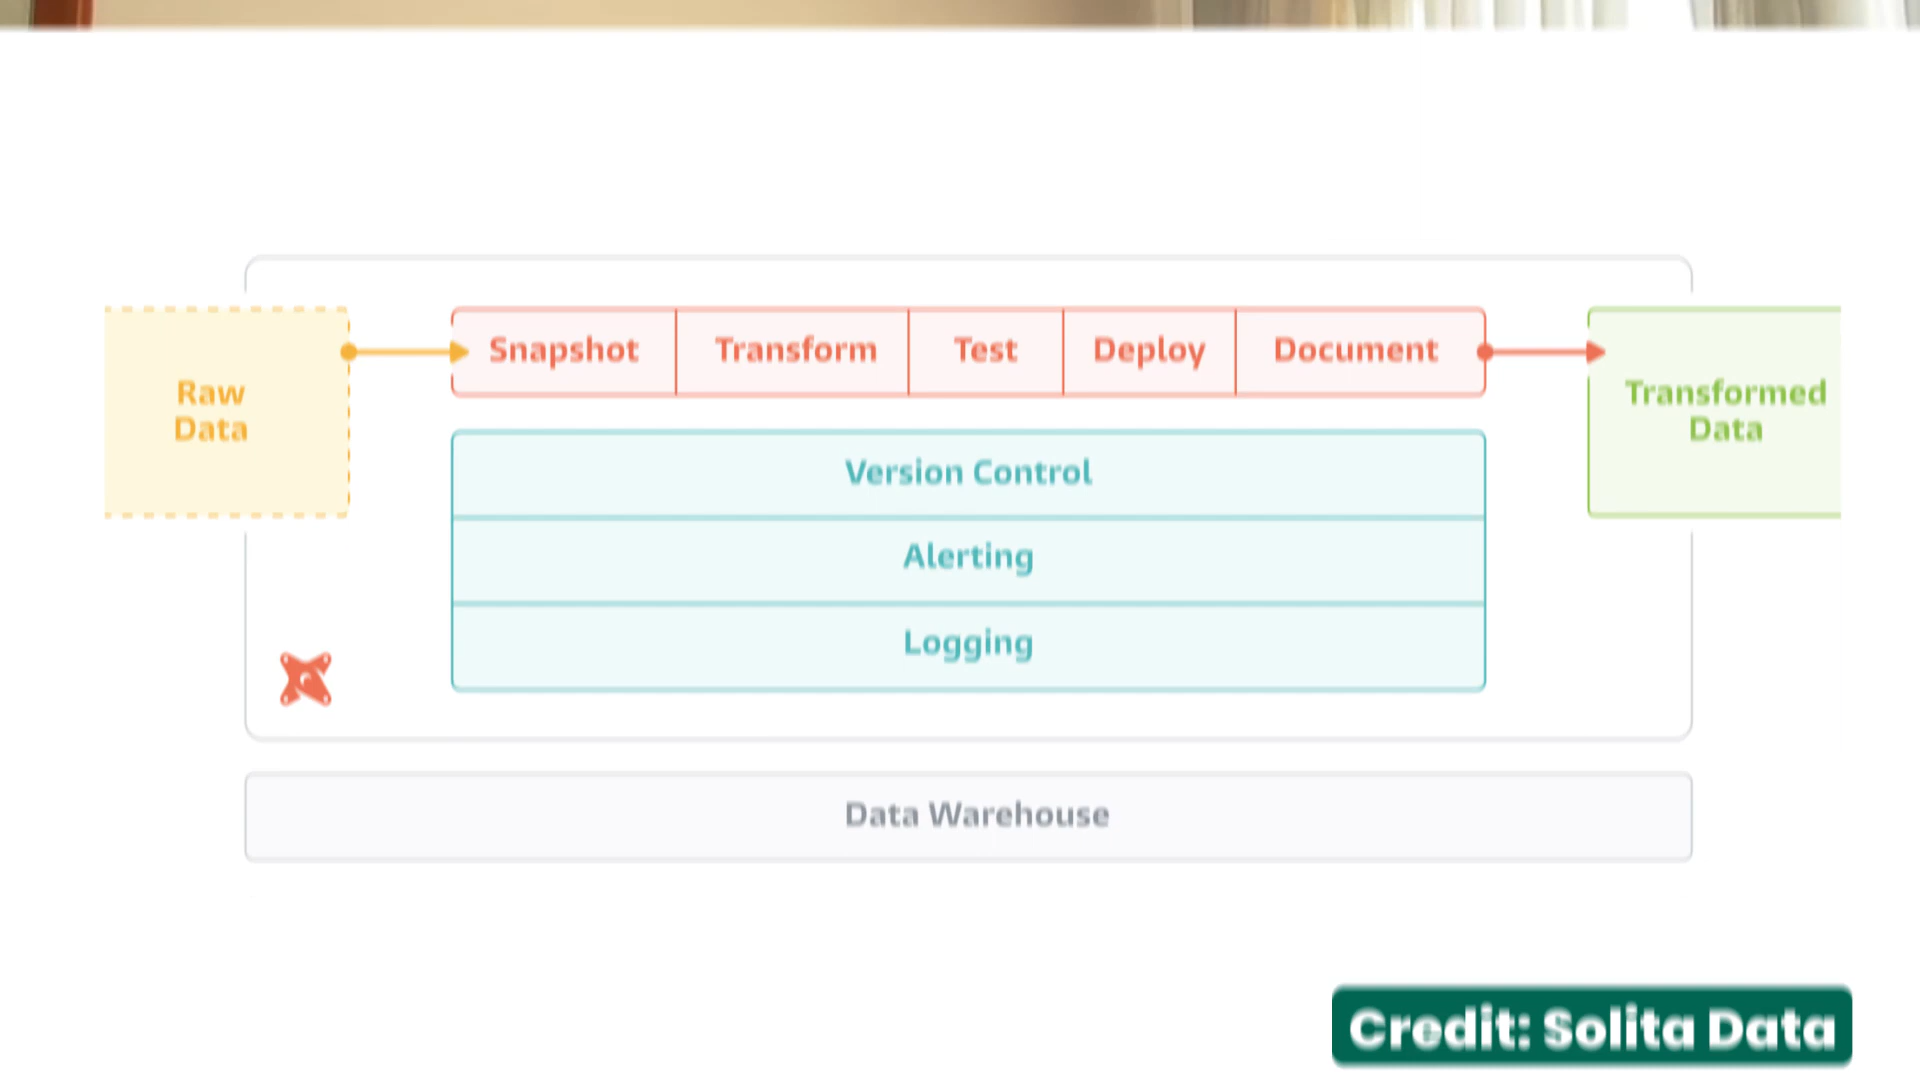 Raw
Data
Snapshot
Transform
Test
Deploy
Document
Transformed
Data
Version Control
Alerting
Logging
Data Warehouse
Credit: Solita Data